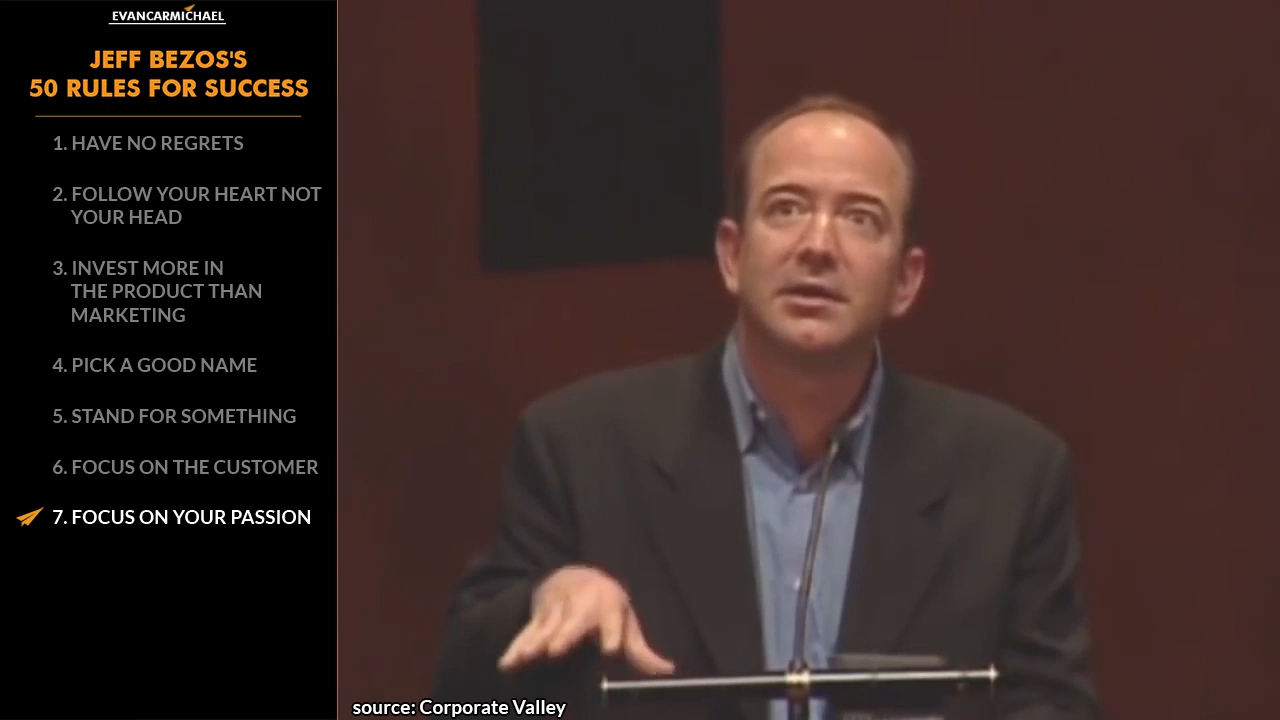 EVANCARMICHAEL
JEFF BEZOS'S
50 RULES FOR SUCCESS
1. HAVE NO REGRETS
2. FOLLOW YOUR HEART NOT
YOUR HEAD
3. INVEST MORE IN
THE PRODUCT THAN
MARKETING
4. PICK A GOOD NAME
5. STAND FOR SOMETHING
6. FOCUS ON THE CUSTOMER
7. FOCUS ON YOUR PASSION
source: Corporate Valley